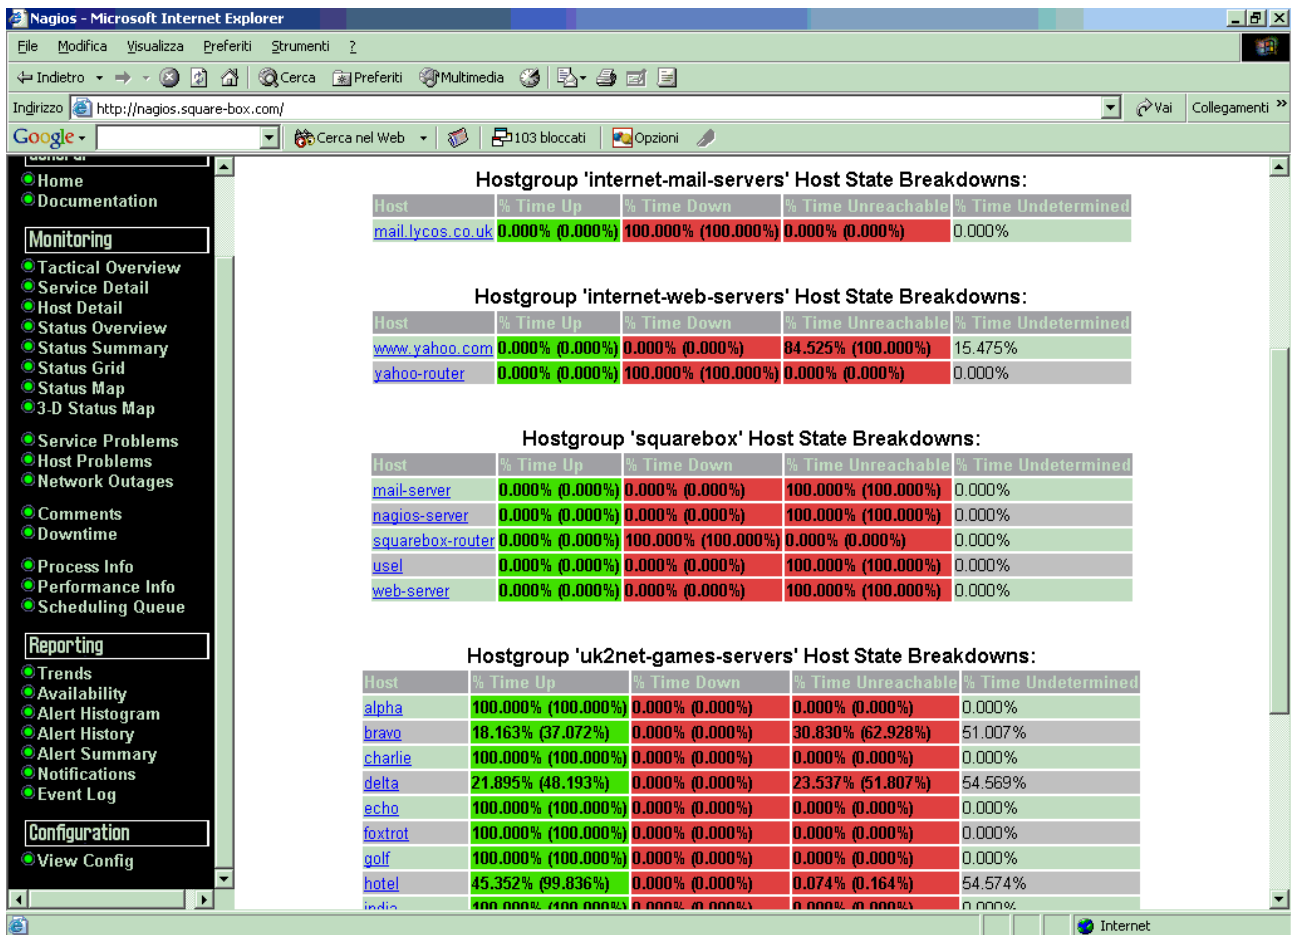 Nagios - Microsoft Internet Explorer
File Modifica Visualizza Preferiti Strumenti ?
Indietro Cerca Preferiti Multimedia
Indirizzo http://nagios.square-box.com/ Vai Collegamenti »
Google Cerca nel Web 103 bloccati Opzioni
General
Home
Documentation
Monitoring
Tactical Overview
Service Detail
Host Detail
Status Overview
Status Summary
Status Grid
Status Map
3-D Status Map
Service Problems
Host Problems
Network Outages
Comments
Downtime
Process Info
Performance Info
Scheduling Queue
Reporting
Trends
Availability
Alert Histogram
Alert History
Alert Summary
Notifications
Event Log
Configuration
View Config
Hostgroup 'internet-mail-servers' Host State Breakdowns:
Host % Time Up % Time Down % Time Unreachable % Time Undetermined
mail.lycos.co.uk 0.000% (0.000%) 100.000% (100.000%) 0.000% (0.000%) 0.000%
Hostgroup 'internet-web-servers' Host State Breakdowns:
Host % Time Up % Time Down % Time Unreachable % Time Undetermined
www.yahoo.com 0.000% (0.000%) 0.000% (0.000%) 84.525% (100.000%) 15.475%
yahoo-router 0.000% (0.000%) 100.000% (100.000%) 0.000% (0.000%) 0.000%
Hostgroup 'squarebox' Host State Breakdowns:
Host % Time Up % Time Down % Time Unreachable % Time Undetermined
mail-server 0.000% (0.000%) 0.000% (0.000%) 100.000% (100.000%) 0.000%
nagios-server 0.000% (0.000%) 0.000% (0.000%) 100.000% (100.000%) 0.000%
squarebox-router 0.000% (0.000%) 100.000% (100.000%) 0.000% (0.000%) 0.000%
usel 0.000% (0.000%) 0.000% (0.000%) 100.000% (100.000%) 0.000%
web-server 0.000% (0.000%) 0.000% (0.000%) 100.000% (100.000%) 0.000%
Hostgroup 'uk2net-games-servers' Host State Breakdowns:
Host % Time Up % Time Down % Time Unreachable % Time Undetermined
alpha 100.000% (100.000%) 0.000% (0.000%) 0.000% (0.000%) 0.000%
bravo 18.163% (37.072%) 0.000% (0.000%) 30.830% (62.928%) 51.007%
charlie 100.000% (100.000%) 0.000% (0.000%) 0.000% (0.000%) 0.000%
delta 21.895% (48.193%) 0.000% (0.000%) 23.537% (51.807%) 54.569%
echo 100.000% (100.000%) 0.000% (0.000%) 0.000% (0.000%) 0.000%
foxtrot 100.000% (100.000%) 0.000% (0.000%) 0.000% (0.000%) 0.000%
golf 100.000% (100.000%) 0.000% (0.000%) 0.000% (0.000%) 0.000%
hotel 45.352% (99.836%) 0.000% (0.000%) 0.074% (0.164%) 54.574%
india 100.000% (100.000%) 0.000% (0.000%) 0.000% (0.000%) 0.000%
Internet